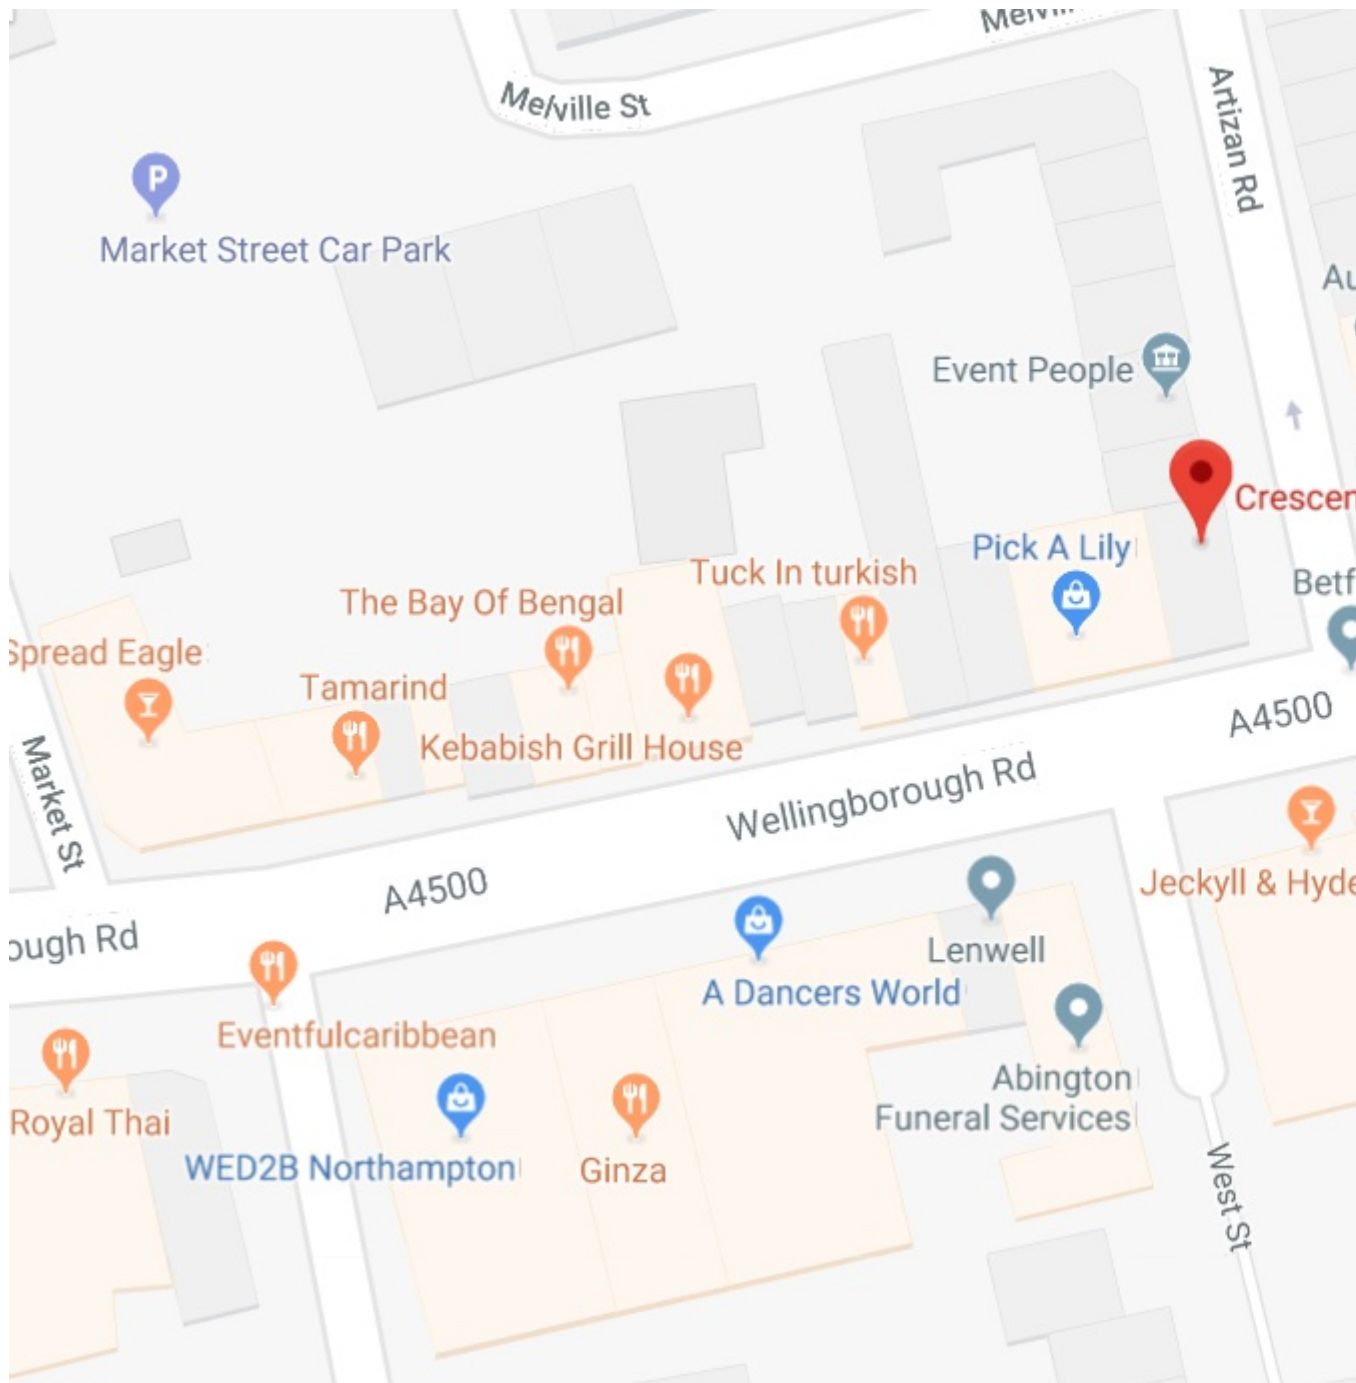 Melville St
Artizan Rd
P
Market Street Car Park
Event People
Pick A Lily
Tuck In turkish
The Bay Of Bengal
Spread Eagle
Tamarind
Kebabish Grill House
A4500
Wellingborough Rd
Market St
A4500
Jeckyll & Hyde
Lenwell
Rd
A Dancers World
Eventfulcaribbean
Abington
Funeral Services
Royal Thai
WED2B Northampton
Ginza
West St